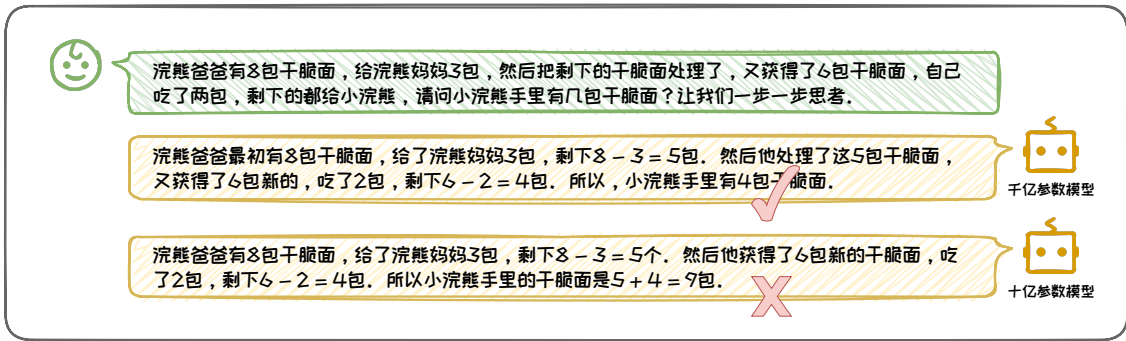 浣熊爸爸有8包干脆面，给浣熊妈妈3包，然后把剩下的干脆面处理了，又获得了6包干脆面，自己
吃了两包，剩下的都给小浣熊，请问小浣熊手里有几包干脆面？让我们一步一步思考.
浣熊爸爸最初有8包干脆面，给了浣熊妈妈3包，剩下8－3＝5包. 然后他处理了这5包干脆面，
又获得了6包新的，吃了2包，剩下6－2＝4包. 所以，小浣熊手里有4包干脆面.
千亿参数模型
浣熊爸爸有8包干脆面，给了浣熊妈妈3包，剩下8－3＝5个. 然后他获得了6包新的干脆面，吃
了2包，剩下6－2＝4包. 所以小浣熊手里的干脆面是5＋4＝9包.
十亿参数模型